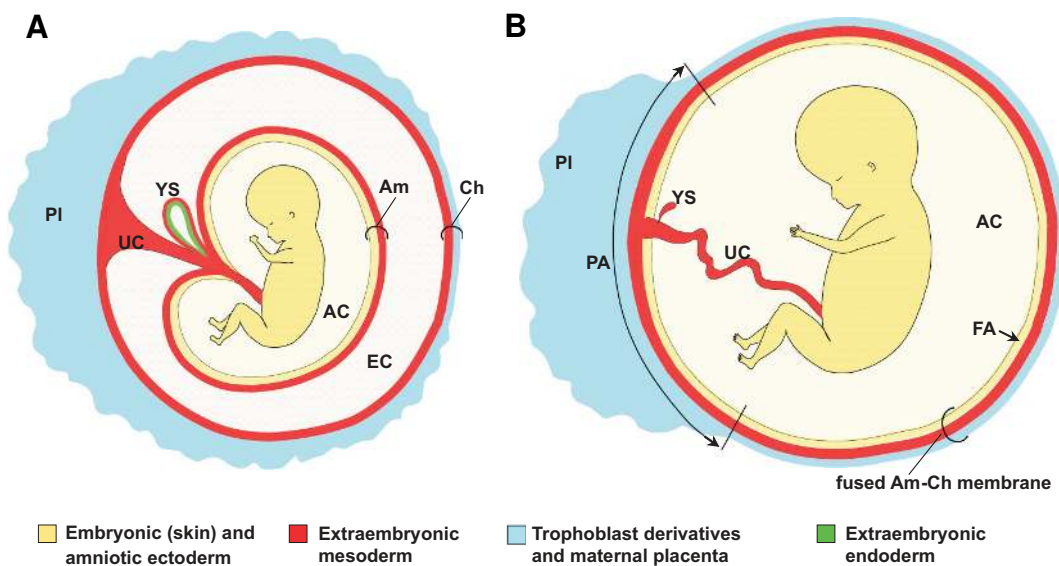 A
B
YS
Am
Ch
Pl
UC
AC
EC
Pl
YS
AC
PA
UC
FA
fused Am-Ch membrane
Embryonic (skin) and
amniotic ectoderm
Extraembryonic
mesoderm
Trophoblast derivatives
and maternal placenta
Extraembryonic
endoderm